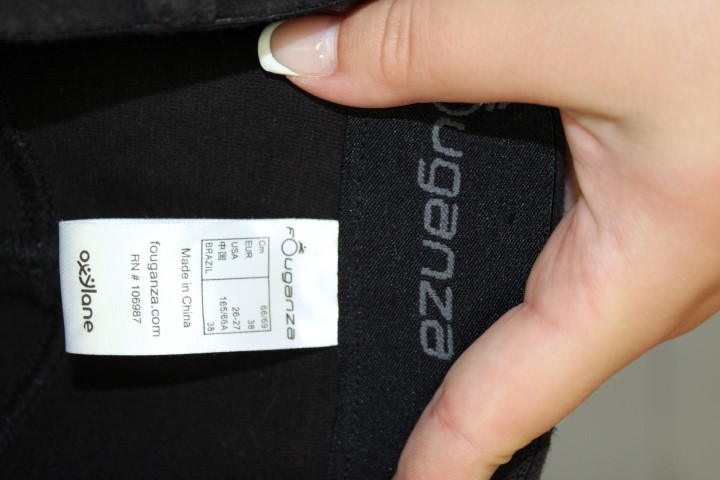 Fouganza
Fouganza
Cm 66/69
EUR 38
USA 26-27
中国 165/66A
BRAZIL 38
Made in China
fouganza.com
RN # 106987
oxylane